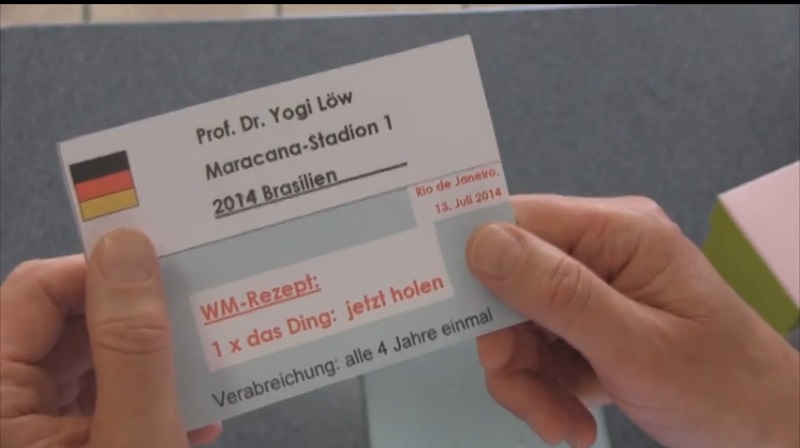 Prof. Dr. Yogi Löw
Maracana-Stadion 1
2014 Brasilien
Rio de Janeiro,
13. Juli 2014
WM-Rezept:
1 x das Ding: jetzt holen
Verabreichung: alle 4 Jahre einmal